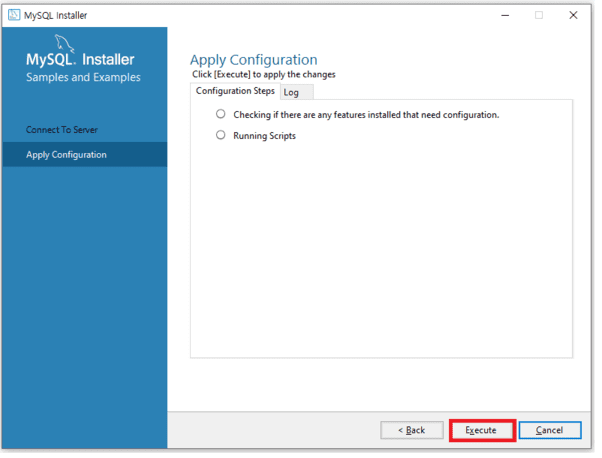 MySQL Installer
MySQL. Installer
Samples and Examples
Connect To Server
Apply Configuration
Apply Configuration
Click [Execute] to apply the changes
Configuration Steps
Log
Checking if there are any features installed that need configuration.
Running Scripts
< Back
Execute
Cancel